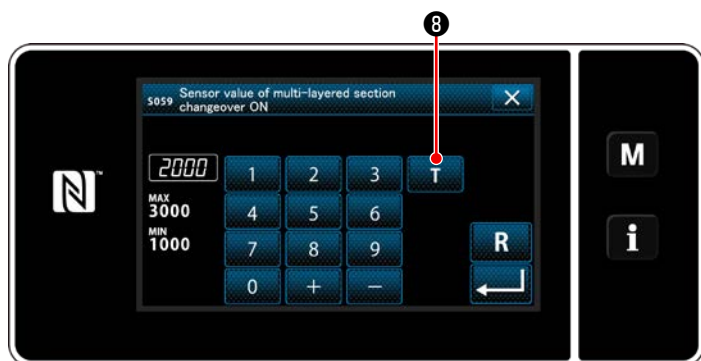 8
S059 Sensor value of multi-layered section
changeover ON
X
2000
1 2 3 T
MAX
3000
4 5 6
MIN
1000
7 8 9 R
0 + −
M
i
N